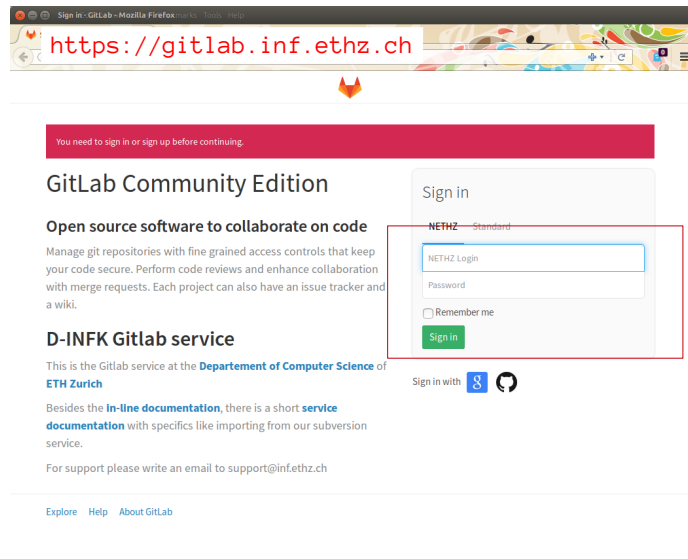 Sign in · GitLab - Mozilla Firefox marks Tools Help
https://gitlab.inf.ethz.ch
You need to sign in or sign up before continuing.
GitLab Community Edition
Open source software to collaborate on code
Manage git repositories with fine grained access controls that keep
your code secure. Perform code reviews and enhance collaboration
with merge requests. Each project can also have an issue tracker and
a wiki.
D-INFK Gitlab service
This is the Gitlab service at the Departement of Computer Science of
ETH Zurich
Besides the in-line documentation, there is a short service
documentation with specifics like importing from our subversion
service.
For support please write an email to support@inf.ethz.ch
Sign in
NETHZ Standard
NETHZ Login
Password
Remember me
Sign in
Sign in with 8
Explore Help About GitLab